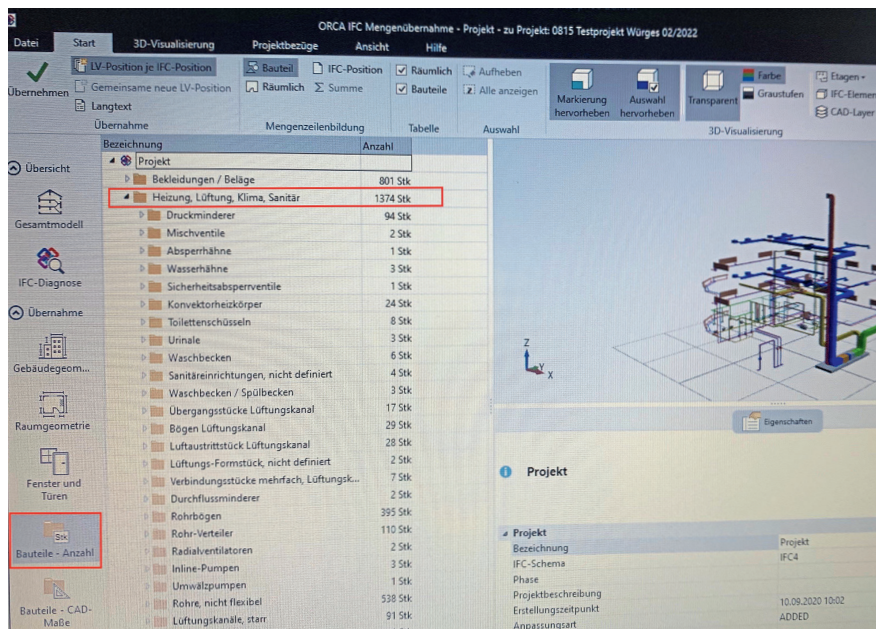 ORCA IFC Mengenübernahme - Projekt - zu Projekt: 0815 Testprojekt Würges 02/2022
Datei Start 3D-Visualisierung Projektbezüge Ansicht Hilfe
Übernehmen
LV-Position je IFC-Position
Gemeinsame neue LV-Position
Langtext
Übernahme
Bauteil IFC-Position
Räumlich Σ Summe
Mengenzeilenbildung
Räumlich
Bauteile
Tabelle
Aufheben
Alle anzeigen
Auswahl
Markierung hervorheben
Auswahl hervorheben
Transparent
Farbe
Graustufen
Etagen
IFC-Elemen
CAD-Layer
3D-Visualisierung
Übersicht
Gesamtmodell
IFC-Diagnose
Übernahme
Gebäudegeom...
Raumgeometrie
Fenster und
Türen
Stk
Bauteile - Anzahl
Bauteile - CAD-
Maße
Bezeichnung Anzahl
Projekt
Bekleidungen / Beläge 801 Stk
Heizung, Lüftung, Klima, Sanitär 1374 Stk
Druckminderer 94 Stk
Mischventile 2 Stk
Absperrhähne 1 Stk
Wasserhähne 3 Stk
Sicherheitsabsperrventile 1 Stk
Konvektorheizkörper 24 Stk
Toilettenschüsseln 8 Stk
Urinale 3 Stk
Waschbecken 6 Stk
Sanitäreinrichtungen, nicht definiert 4 Stk
Waschbecken / Spülbecken 3 Stk
Übergangsstücke Lüftungskanal 17 Stk
Bögen Lüftungskanal 29 Stk
Luftaustrittstück Lüftungskanal 28 Stk
Lüftungs-Formstück, nicht definiert 2 Stk
Verbindungsstücke mehrfach, Lüftungsk... 7 Stk
Durchflussminderer 2 Stk
Rohrbögen 395 Stk
Rohr-Verteiler 110 Stk
Radialventilatoren 2 Stk
Inline-Pumpen 3 Stk
Umwälzpumpen 1 Stk
Rohre, nicht flexibel 538 Stk
Lüftungskanäle, starr 91 Stk
Z
Y
X
Eigenschaften
Projekt
Projekt
Bezeichnung Projekt
IFC-Schema IFC4
Phase
Projektbeschreibung
Erstellungszeitpunkt 10.09.2020 10:02
Anpassungsart ADDED